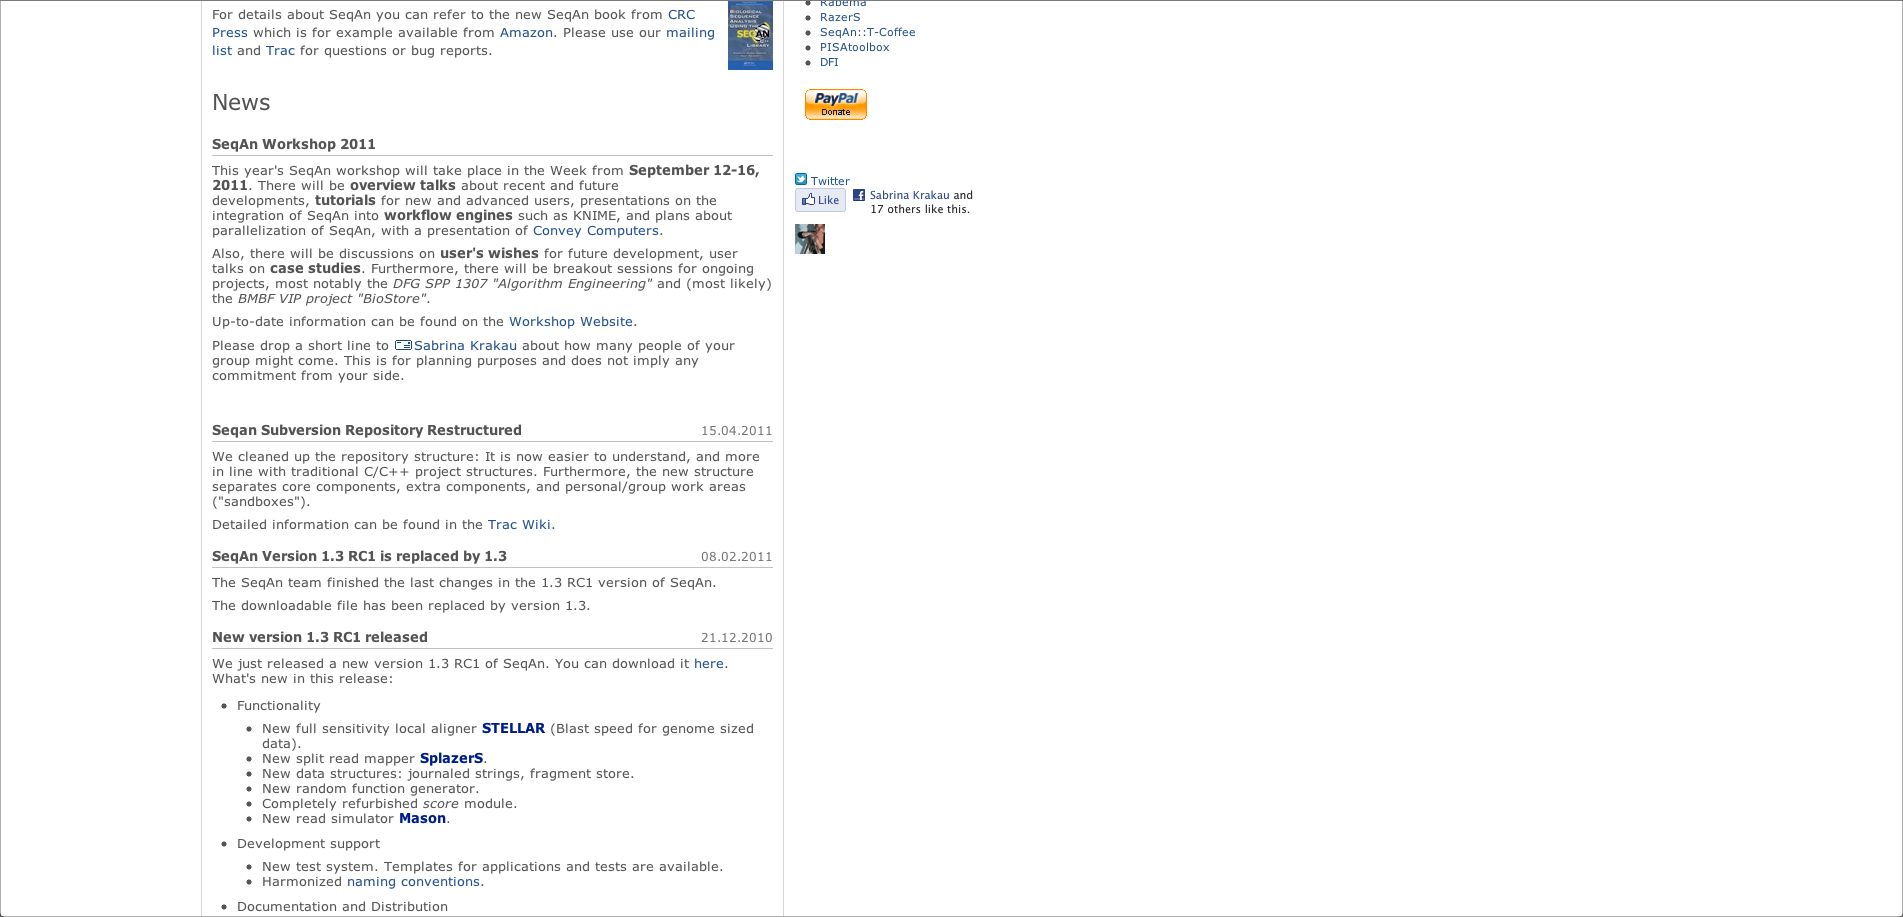 For details about SeqAn you can refer to the new SeqAn book from CRC
Press which is for example available from Amazon. Please use our mailing
list and Trac for questions or bug reports.
BIOLOGICAL
SEQUENCE
ANALYSIS
USING THE
SEQAN
LIBRARY
News
SeqAn Workshop 2011
This year's SeqAn workshop will take place in the Week from September 12-16,
2011. There will be overview talks about recent and future
developments, tutorials for new and advanced users, presentations on the
integration of SeqAn into workflow engines such as KNIME, and plans about
parallelization of SeqAn, with a presentation of Convey Computers.
Also, there will be discussions on user's wishes for future development, user
talks on case studies. Furthermore, there will be breakout sessions for ongoing
projects, most notably the DFG SPP 1307 "Algorithm Engineering" and (most likely)
the BMBF VIP project "BioStore".
Up-to-date information can be found on the Workshop Website.
Please drop a short line to Sabrina Krakau about how many people of your
group might come. This is for planning purposes and does not imply any
commitment from your side.
Seqan Subversion Repository Restructured 15.04.2011
We cleaned up the repository structure: It is now easier to understand, and more
in line with traditional C/C++ project structures. Furthermore, the new structure
separates core components, extra components, and personal/group work areas
("sandboxes").
Detailed information can be found in the Trac Wiki.
SeqAn Version 1.3 RC1 is replaced by 1.3 08.02.2011
The SeqAn team finished the last changes in the 1.3 RC1 version of SeqAn.
The downloadable file has been replaced by version 1.3.
New version 1.3 RC1 released 21.12.2010
We just released a new version 1.3 RC1 of SeqAn. You can download it here.
What's new in this release:
• Functionality
• New full sensitivity local aligner STELLAR (Blast speed for genome sized
data).
• New split read mapper SplazerS.
• New data structures: journaled strings, fragment store.
• New random function generator.
• Completely refurbished score module.
• New read simulator Mason.
• Development support
• New test system. Templates for applications and tests are available.
• Harmonized naming conventions.
• Documentation and Distribution
• Rabema
• RazerS
• SeqAn::T-Coffee
• PISAtoolbox
• DFI
PayPal
Donate
Twitter
Like
Sabrina Krakau and
17 others like this.